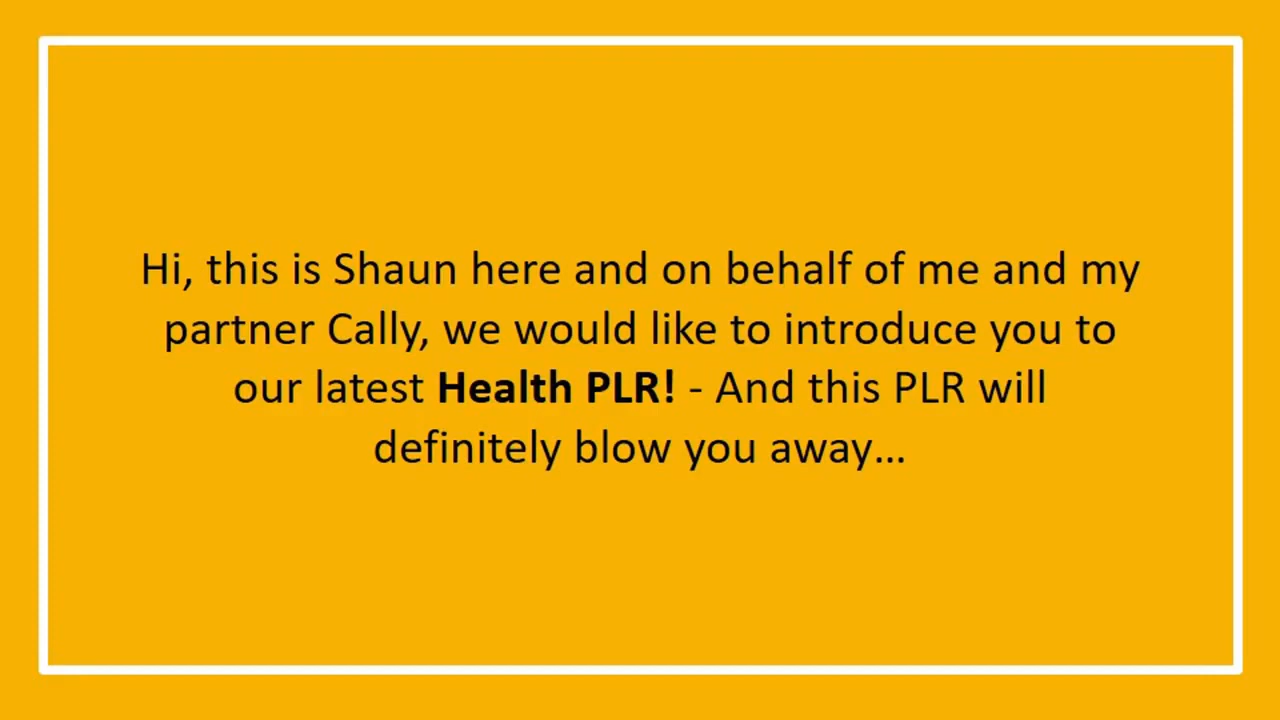 Hi, this is Shaun here and on behalf of me and my
partner Cally, we would like to introduce you to
our latest Health PLR! - And this PLR will
definitely blow you away...